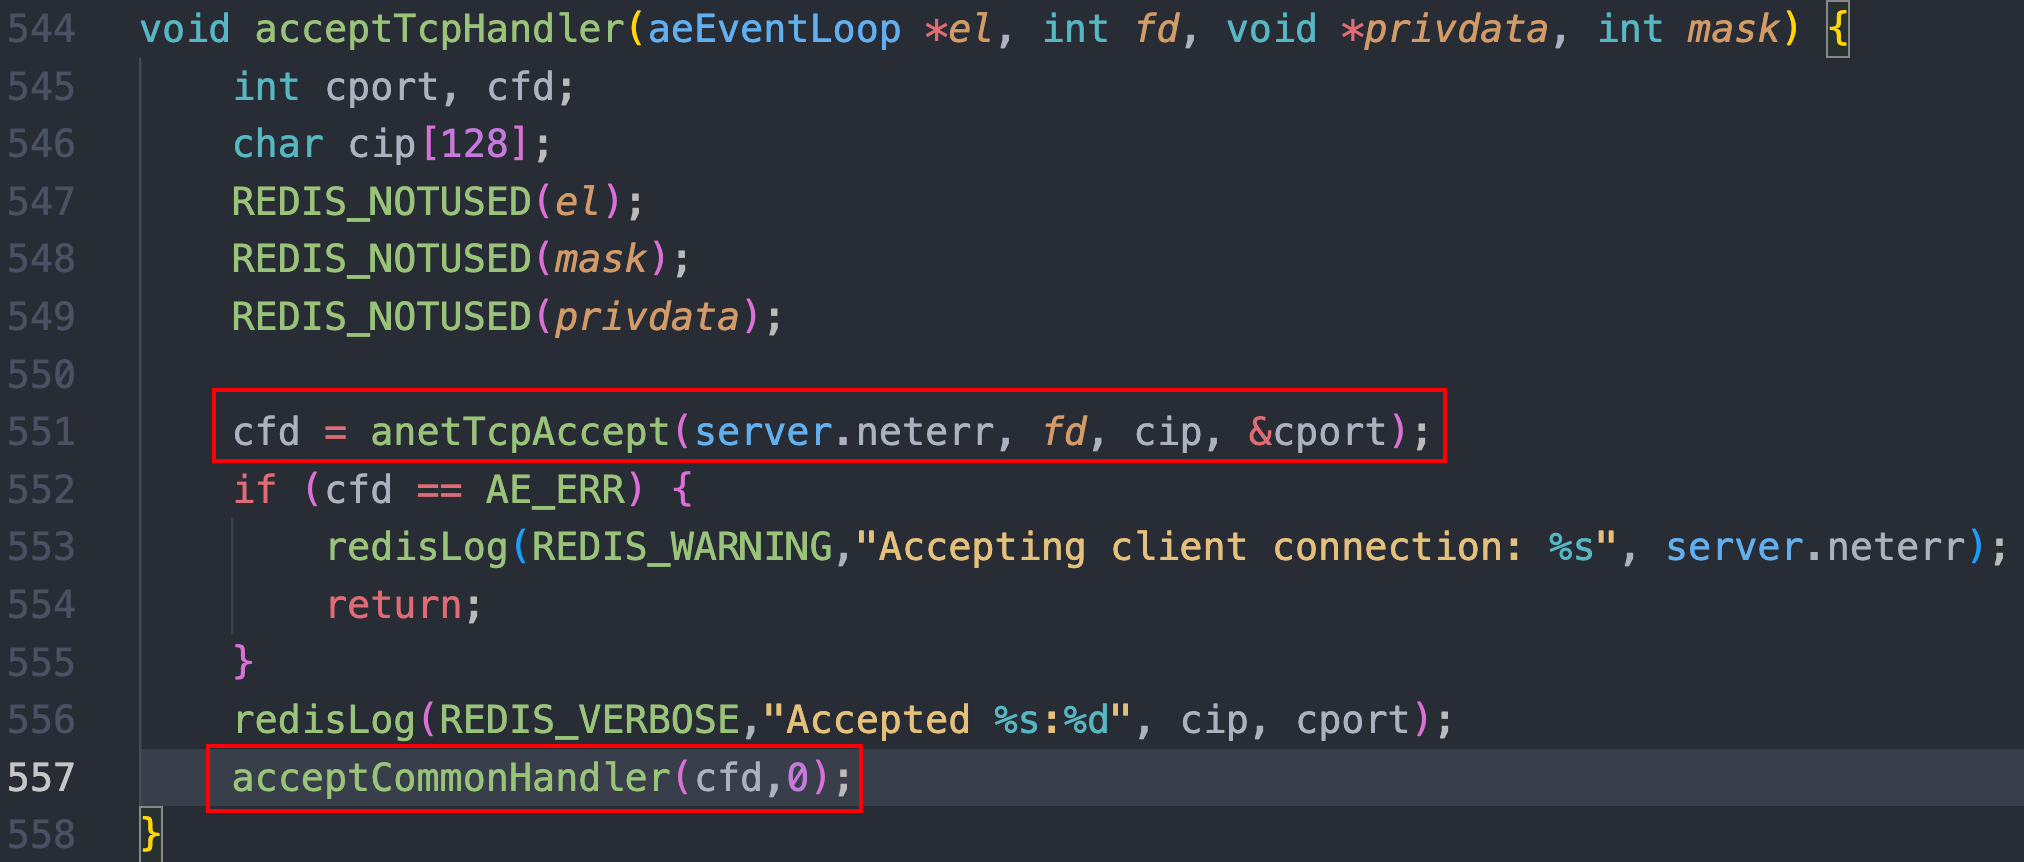 544 void acceptTcpHandler(aeEventLoop *el, int fd, void *privdata, int mask) {
545     int cport, cfd;
546     char cip[128];
547     REDIS_NOTUSED(el);
548     REDIS_NOTUSED(mask);
549     REDIS_NOTUSED(privdata);
550
551     cfd = anetTcpAccept(server.neterr, fd, cip, &cport);
552     if (cfd == AE_ERR) {
553         redisLog(REDIS_WARNING,"Accepting client connection: %s", server.neterr);
554         return;
555     }
556     redisLog(REDIS_VERBOSE,"Accepted %s:%d", cip, cport);
557     acceptCommonHandler(cfd,0);
558 }